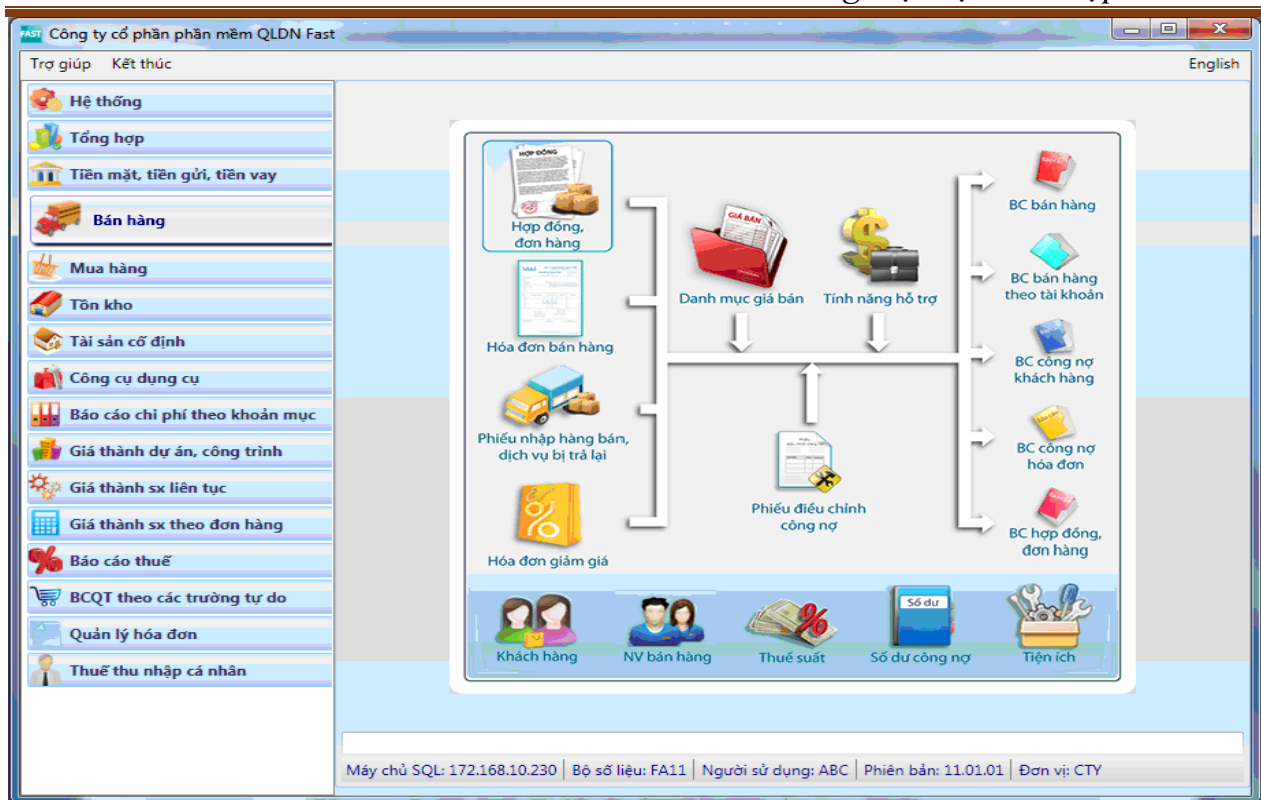 FAST Công ty cổ phần phần mềm QLDN Fast
Trợ giúp Kết thúc English
Hệ thống
Tổng hợp
Tiền mặt, tiền gửi, tiền vay
Bán hàng
Mua hàng
Tồn kho
Tài sản cố định
Công cụ dụng cụ
Báo cáo chi phí theo khoản mục
Giá thành dự án, công trình
Giá thành sx liên tục
Giá thành sx theo đơn hàng
Báo cáo thuế
BCQT theo các trường tự do
Quản lý hóa đơn
Thuế thu nhập cá nhân
HỢP ĐỒNG
Hợp đồng,
đơn hàng
Hóa đơn bán hàng
Phiếu nhập hàng bán,
dịch vụ bị trả lại
Hóa đơn giảm giá
GIÁ BÁN
Danh mục giá bán
Tính năng hỗ trợ
Phiếu điều chỉnh
công nợ
BC bán hàng
BC bán hàng
theo tài khoản
BC công nợ
khách hàng
BC công nợ
hóa đơn
BC hợp đồng,
đơn hàng
Khách hàng
NV bán hàng
Thuế suất
Số dư
Số dư công nợ
Tiện ích
Máy chủ SQL: 172.168.10.230 Bộ số liệu: FA11 Người sử dụng: ABC Phiên bản: 11.01.01 Đơn vị: CTY